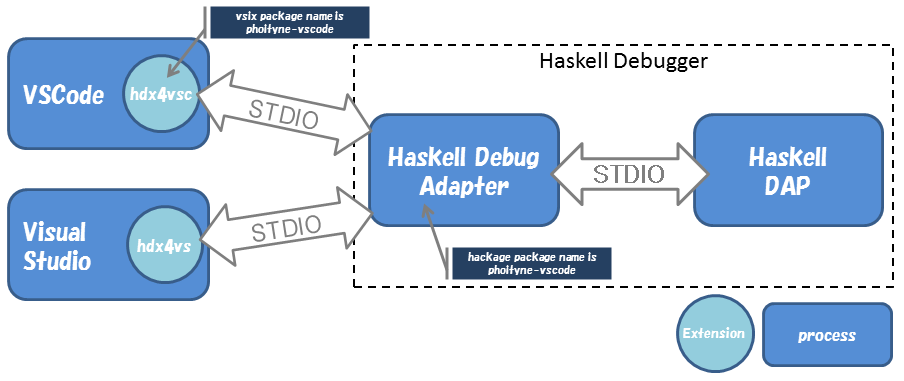 vsix package name is
phoityne-vscode
Haskell Debugger
VSCode
hdx4vsc
STDIO
Haskell Debug
Adapter
STDIO
Haskell
DAP
Visual
Studio
hdx4vs
STDIO
hackage package name is
phoityne-vscode
Extension
process